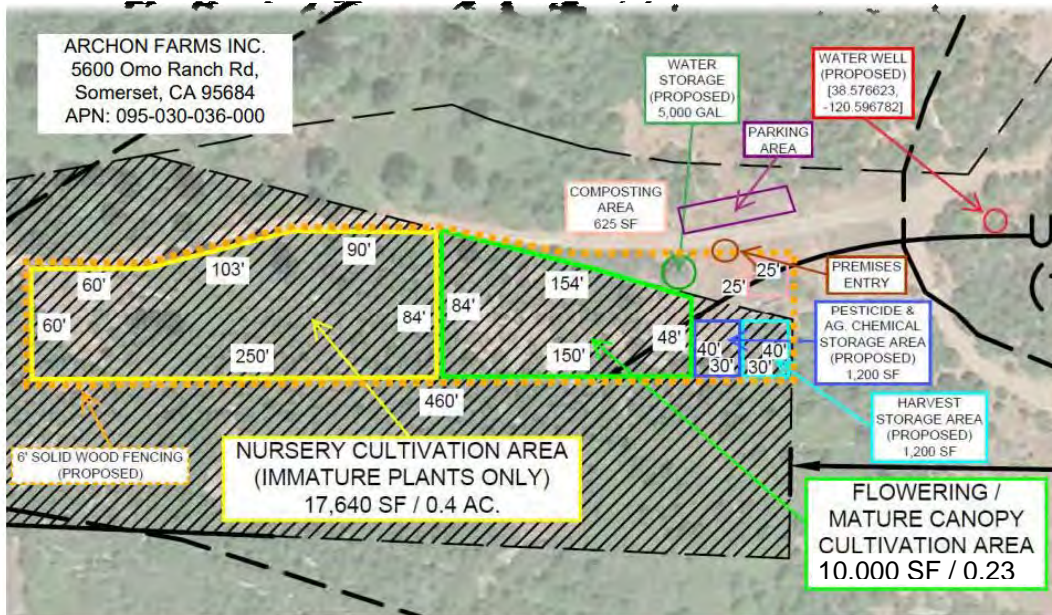 ARCHON FARMS INC.
5600 Omo Ranch Rd,
Somerset, CA 95684
APN: 095-030-036-000
WATER
STORAGE
(PROPOSED)
5,000 GAL.
WATER WELL
(PROPOSED)
[38.576623,
-120.596782]
PARKING
AREA
COMPOSTING
AREA
625 SF
PREMISES
ENTRY
PESTICIDE &
AG. CHEMICAL
STORAGE AREA
(PROPOSED)
1,200 SF
HARVEST
STORAGE AREA
(PROPOSED)
1,200 SF
60'
103'
90'
60'
84'
250'
84'
154'
48'
150'
25'
25'
40'
30'
40'
30'
460'
6' SOLID WOOD FENCING
(PROPOSED)
NURSERY CULTIVATION AREA
(IMMATURE PLANTS ONLY)
17,640 SF / 0.4 AC.
FLOWERING /
MATURE CANOPY
CULTIVATION AREA
10.000 SF / 0.23